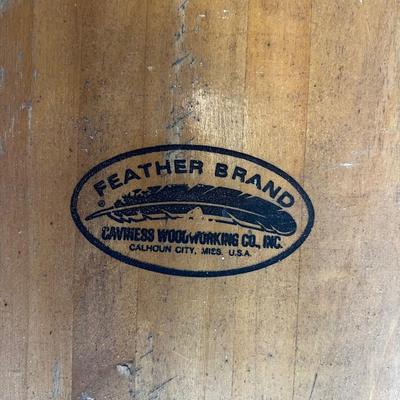 FEATHER BRAND
®
CAVINESS WOODWORKING CO., INC.
CALHOUN CITY, MISS. U.S.A.